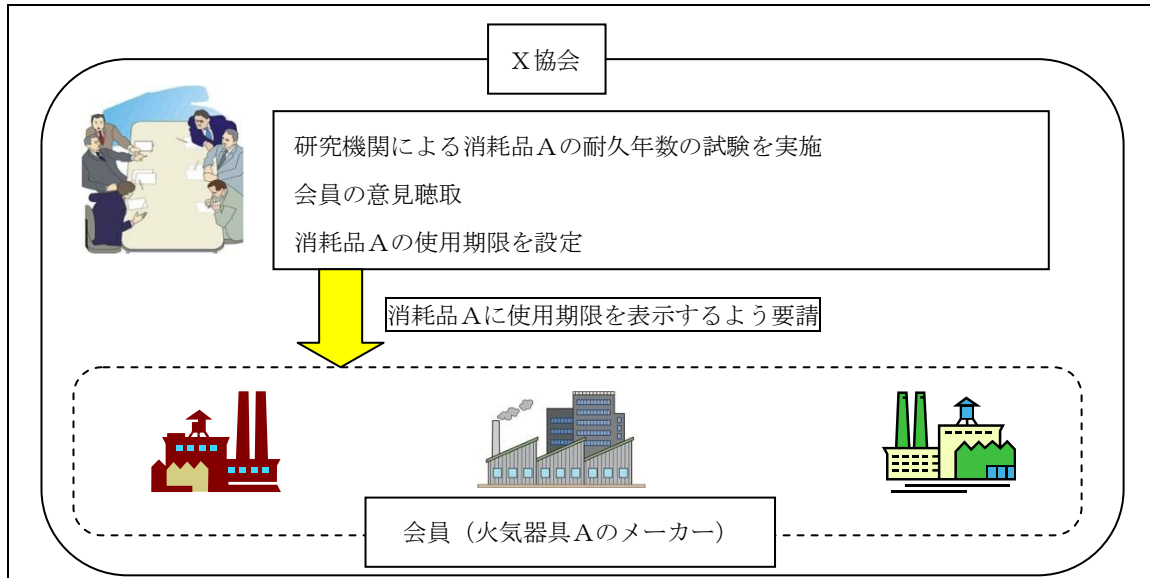 X協会
研究機関による消耗品Aの耐久年数の試験を実施
会員の意見聴取
消耗品Aの使用期限を設定
消耗品Aに使用期限を表示するよう要請
会員（火気器具Aのメーカー）